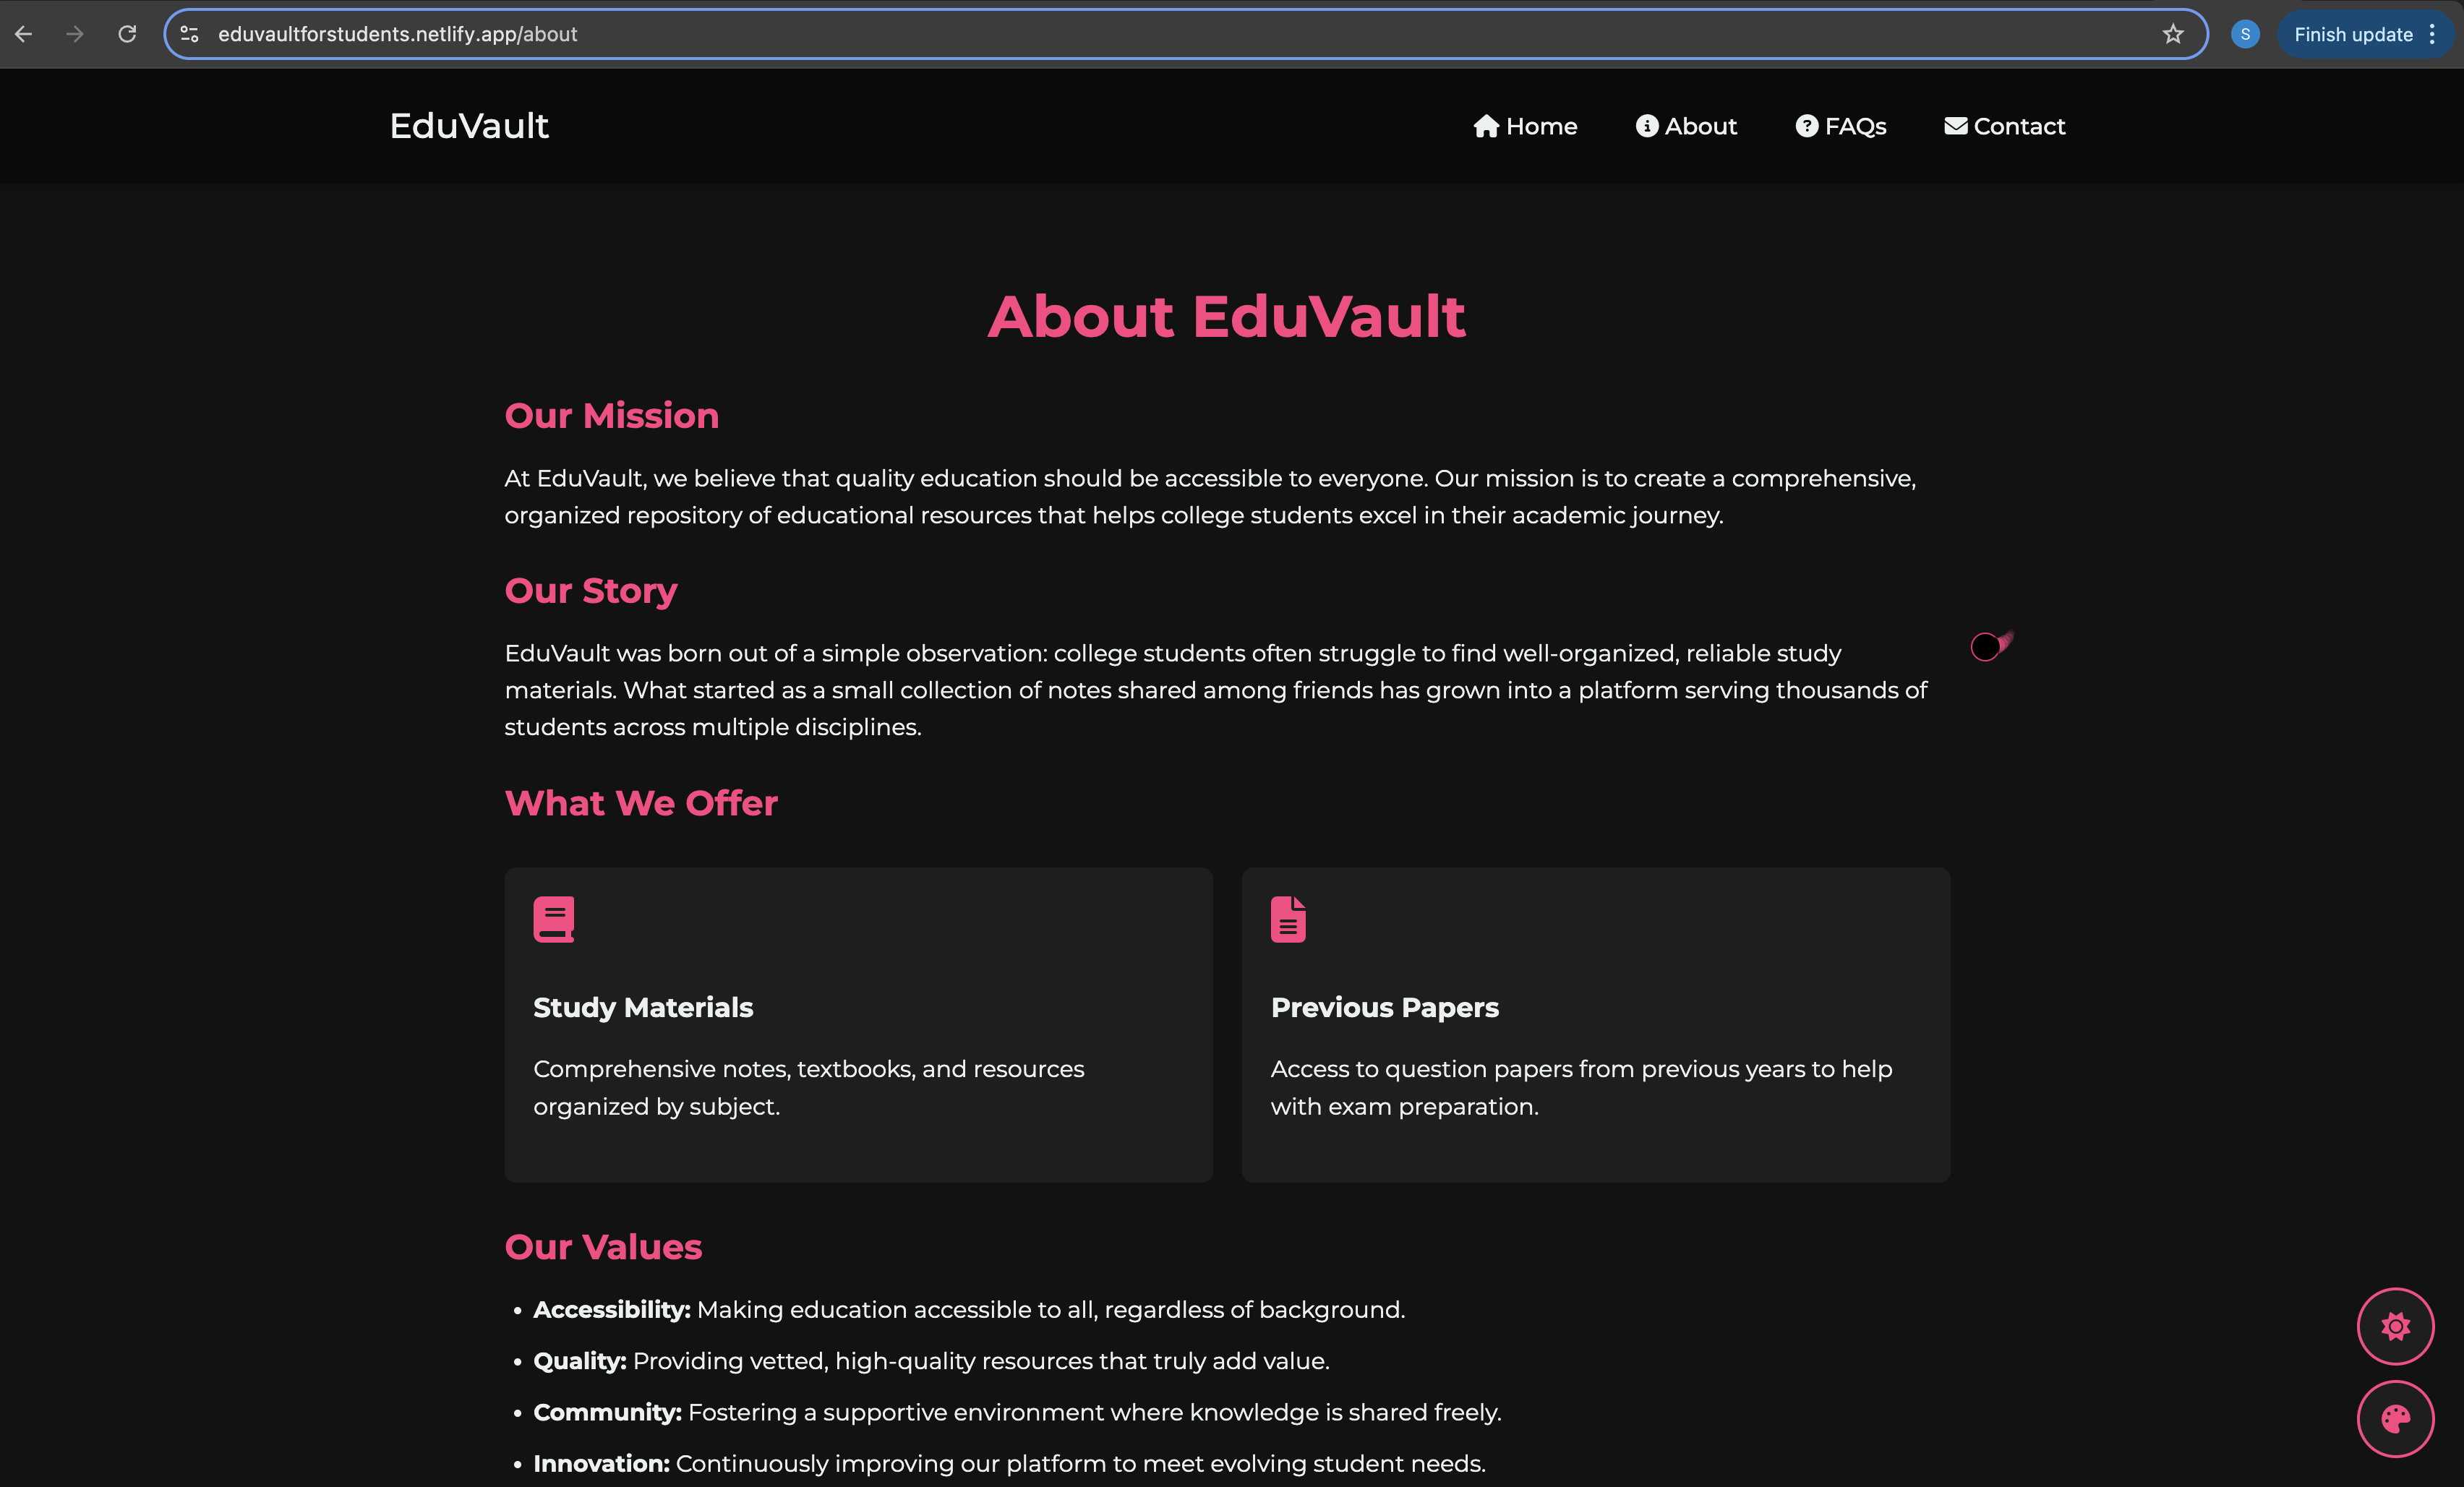 eduvaultforstudents.netlify.app/about
S
Finish update
EduVault
Home
About
FAQs
Contact
About EduVault
Our Mission
At EduVault, we believe that quality education should be accessible to everyone. Our mission is to create a comprehensive,
organized repository of educational resources that helps college students excel in their academic journey.
Our Story
EduVault was born out of a simple observation: college students often struggle to find well-organized, reliable study
materials. What started as a small collection of notes shared among friends has grown into a platform serving thousands of
students across multiple disciplines.
What We Offer
Study Materials
Comprehensive notes, textbooks, and resources
organized by subject.
Previous Papers
Access to question papers from previous years to help
with exam preparation.
Our Values
• Accessibility: Making education accessible to all, regardless of background.
• Quality: Providing vetted, high-quality resources that truly add value.
• Community: Fostering a supportive environment where knowledge is shared freely.
• Innovation: Continuously improving our platform to meet evolving student needs.